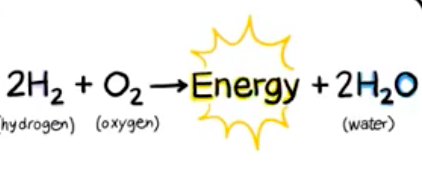 2H₂ + O₂ → Energy + 2H₂O
(hydrogen) (oxygen) (water)